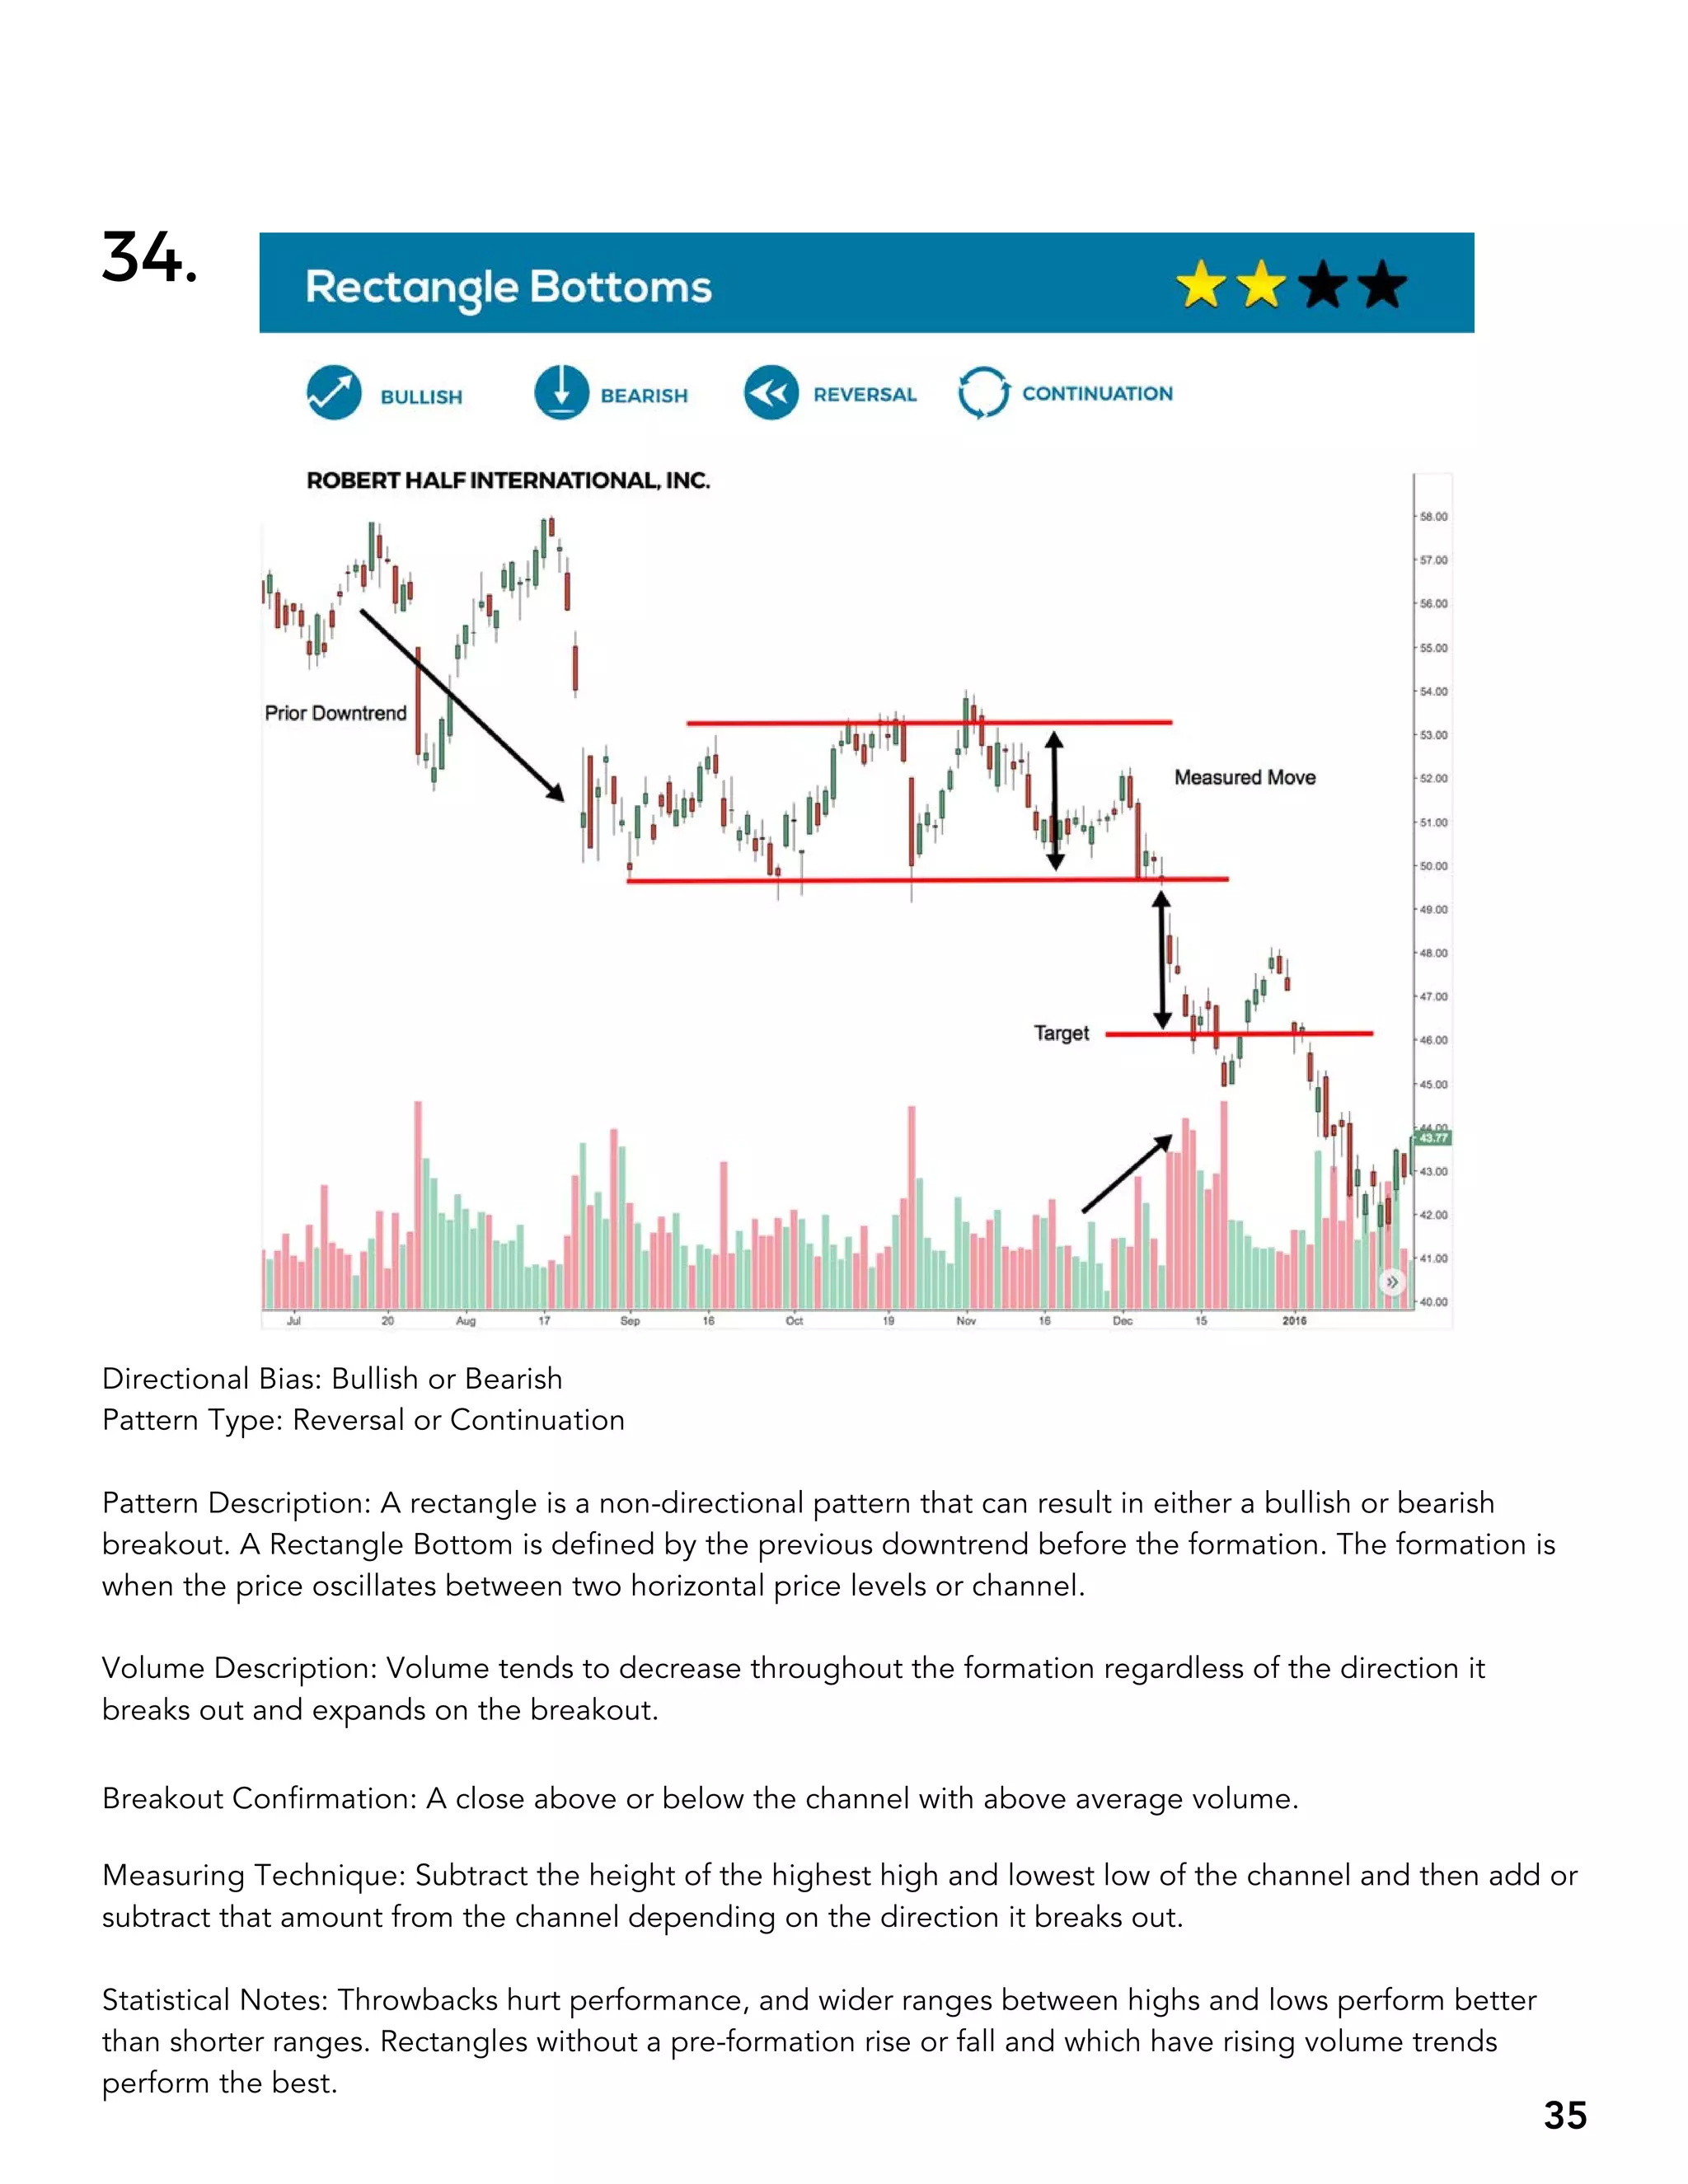 34.
Rectangle Bottoms
BULLISH
BEARISH
REVERSAL
CONTINUATION
ROBERT HALF INTERNATIONAL, INC.
58.00
57.00
56.00
55.00
Prior Downtrend
54.00
53.00
Measured Move
52.00
51.00
50.00
49.00
48.00
47.00
Target
46.00
45.00
44.00
43.77
43.00
42.00
41.00
40.00
Jul 20 Aug 17 Sep 16 Oct 19 Nov 16 Dec 15 2016
Directional Bias: Bullish or Bearish
Pattern Type: Reversal or Continuation
Pattern Description: A rectangle is a non-directional pattern that can result in either a bullish or bearish
breakout. A Rectangle Bottom is defined by the previous downtrend before the formation. The formation is
when the price oscillates between two horizontal price levels or channel.
Volume Description: Volume tends to decrease throughout the formation regardless of the direction it
breaks out and expands on the breakout.
Breakout Confirmation: A close above or below the channel with above average volume.
Measuring Technique: Subtract the height of the highest high and lowest low of the channel and then add or
subtract that amount from the channel depending on the direction it breaks out.
Statistical Notes: Throwbacks hurt performance, and wider ranges between highs and lows perform better
than shorter ranges. Rectangles without a pre-formation rise or fall and which have rising volume trends
perform the best.
35